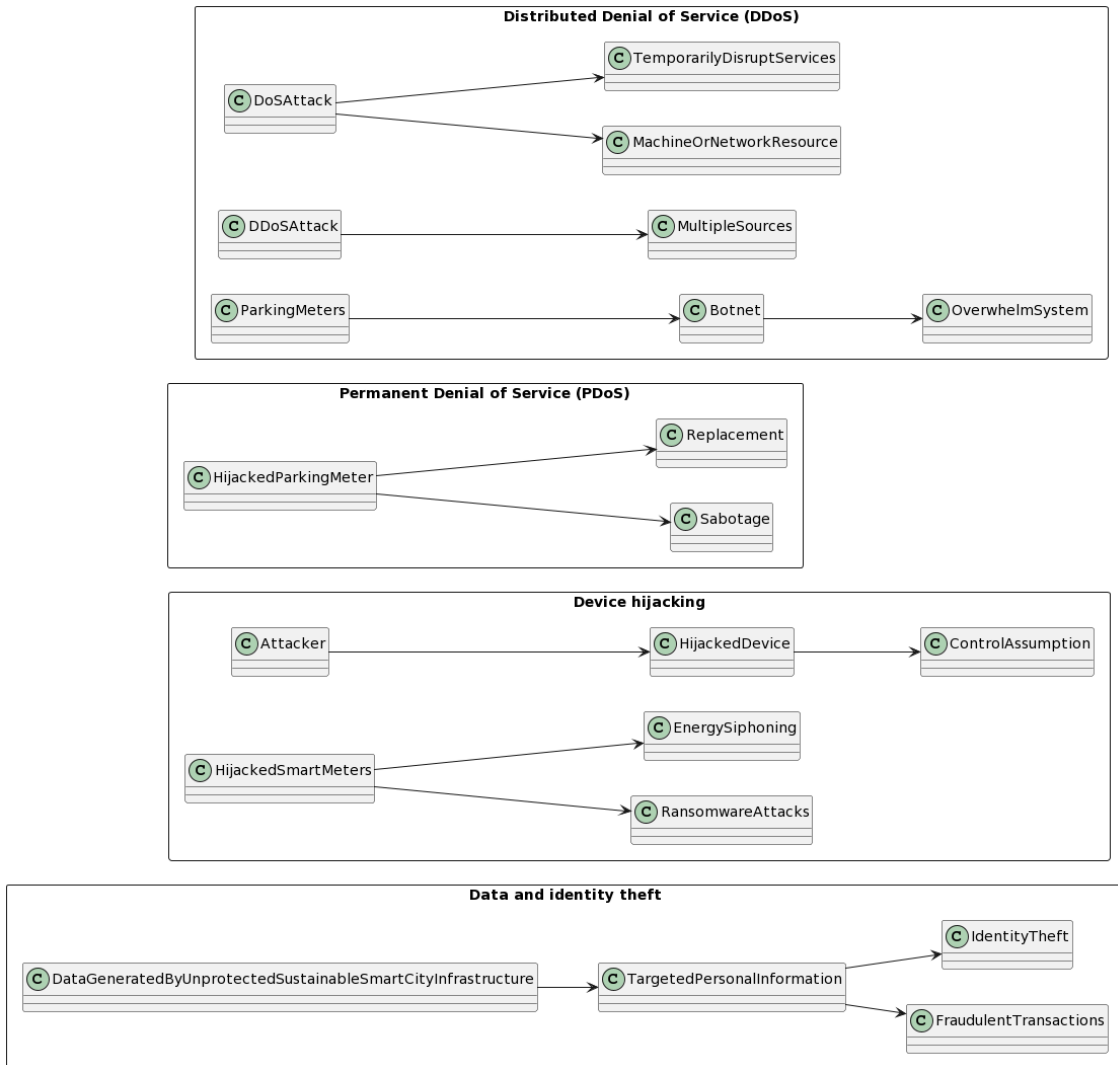 Distributed Denial of Service (DDoS)
C TemporarilyDisruptServices
C DoSAttack
C MachineOrNetworkResource
C DDoSAttack
C MultipleSources
C ParkingMeters
C Botnet
C OverwhelmSystem
Permanent Denial of Service (PDoS)
C Replacement
C HijackedParkingMeter
C Sabotage
Device hijacking
C Attacker
C HijackedDevice
C ControlAssumption
C EnergySiphoning
C HijackedSmartMeters
C RansomwareAttacks
Data and identity theft
C IdentityTheft
C DataGeneratedByUnprotectedSustainableSmartCityInfrastructure
C TargetedPersonalInformation
C FraudulentTransactions